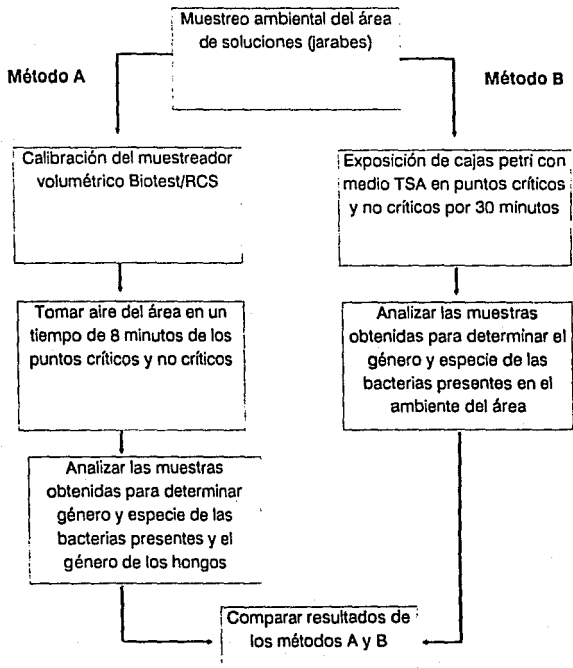 Muestreo ambiental del área
de soluciones (jarabes)
Método A
Método B
Calibración del muestreador
volumétrico Biotest/RCS
Exposición de cajas petri con
medio TSA en puntos críticos
y no críticos por 30 minutos
Tomar aire del área en un
tiempo de 8 minutos de los
puntos críticos y no críticos
Analizar las muestras
obtenidas para determinar el
género y especie de las
bacterias presentes en el
ambiente del área
Analizar las muestras
obtenidas para determinar
género y especie de las
bacterias presentes y el
género de los hongos
Comparar resultados de
los métodos A y B